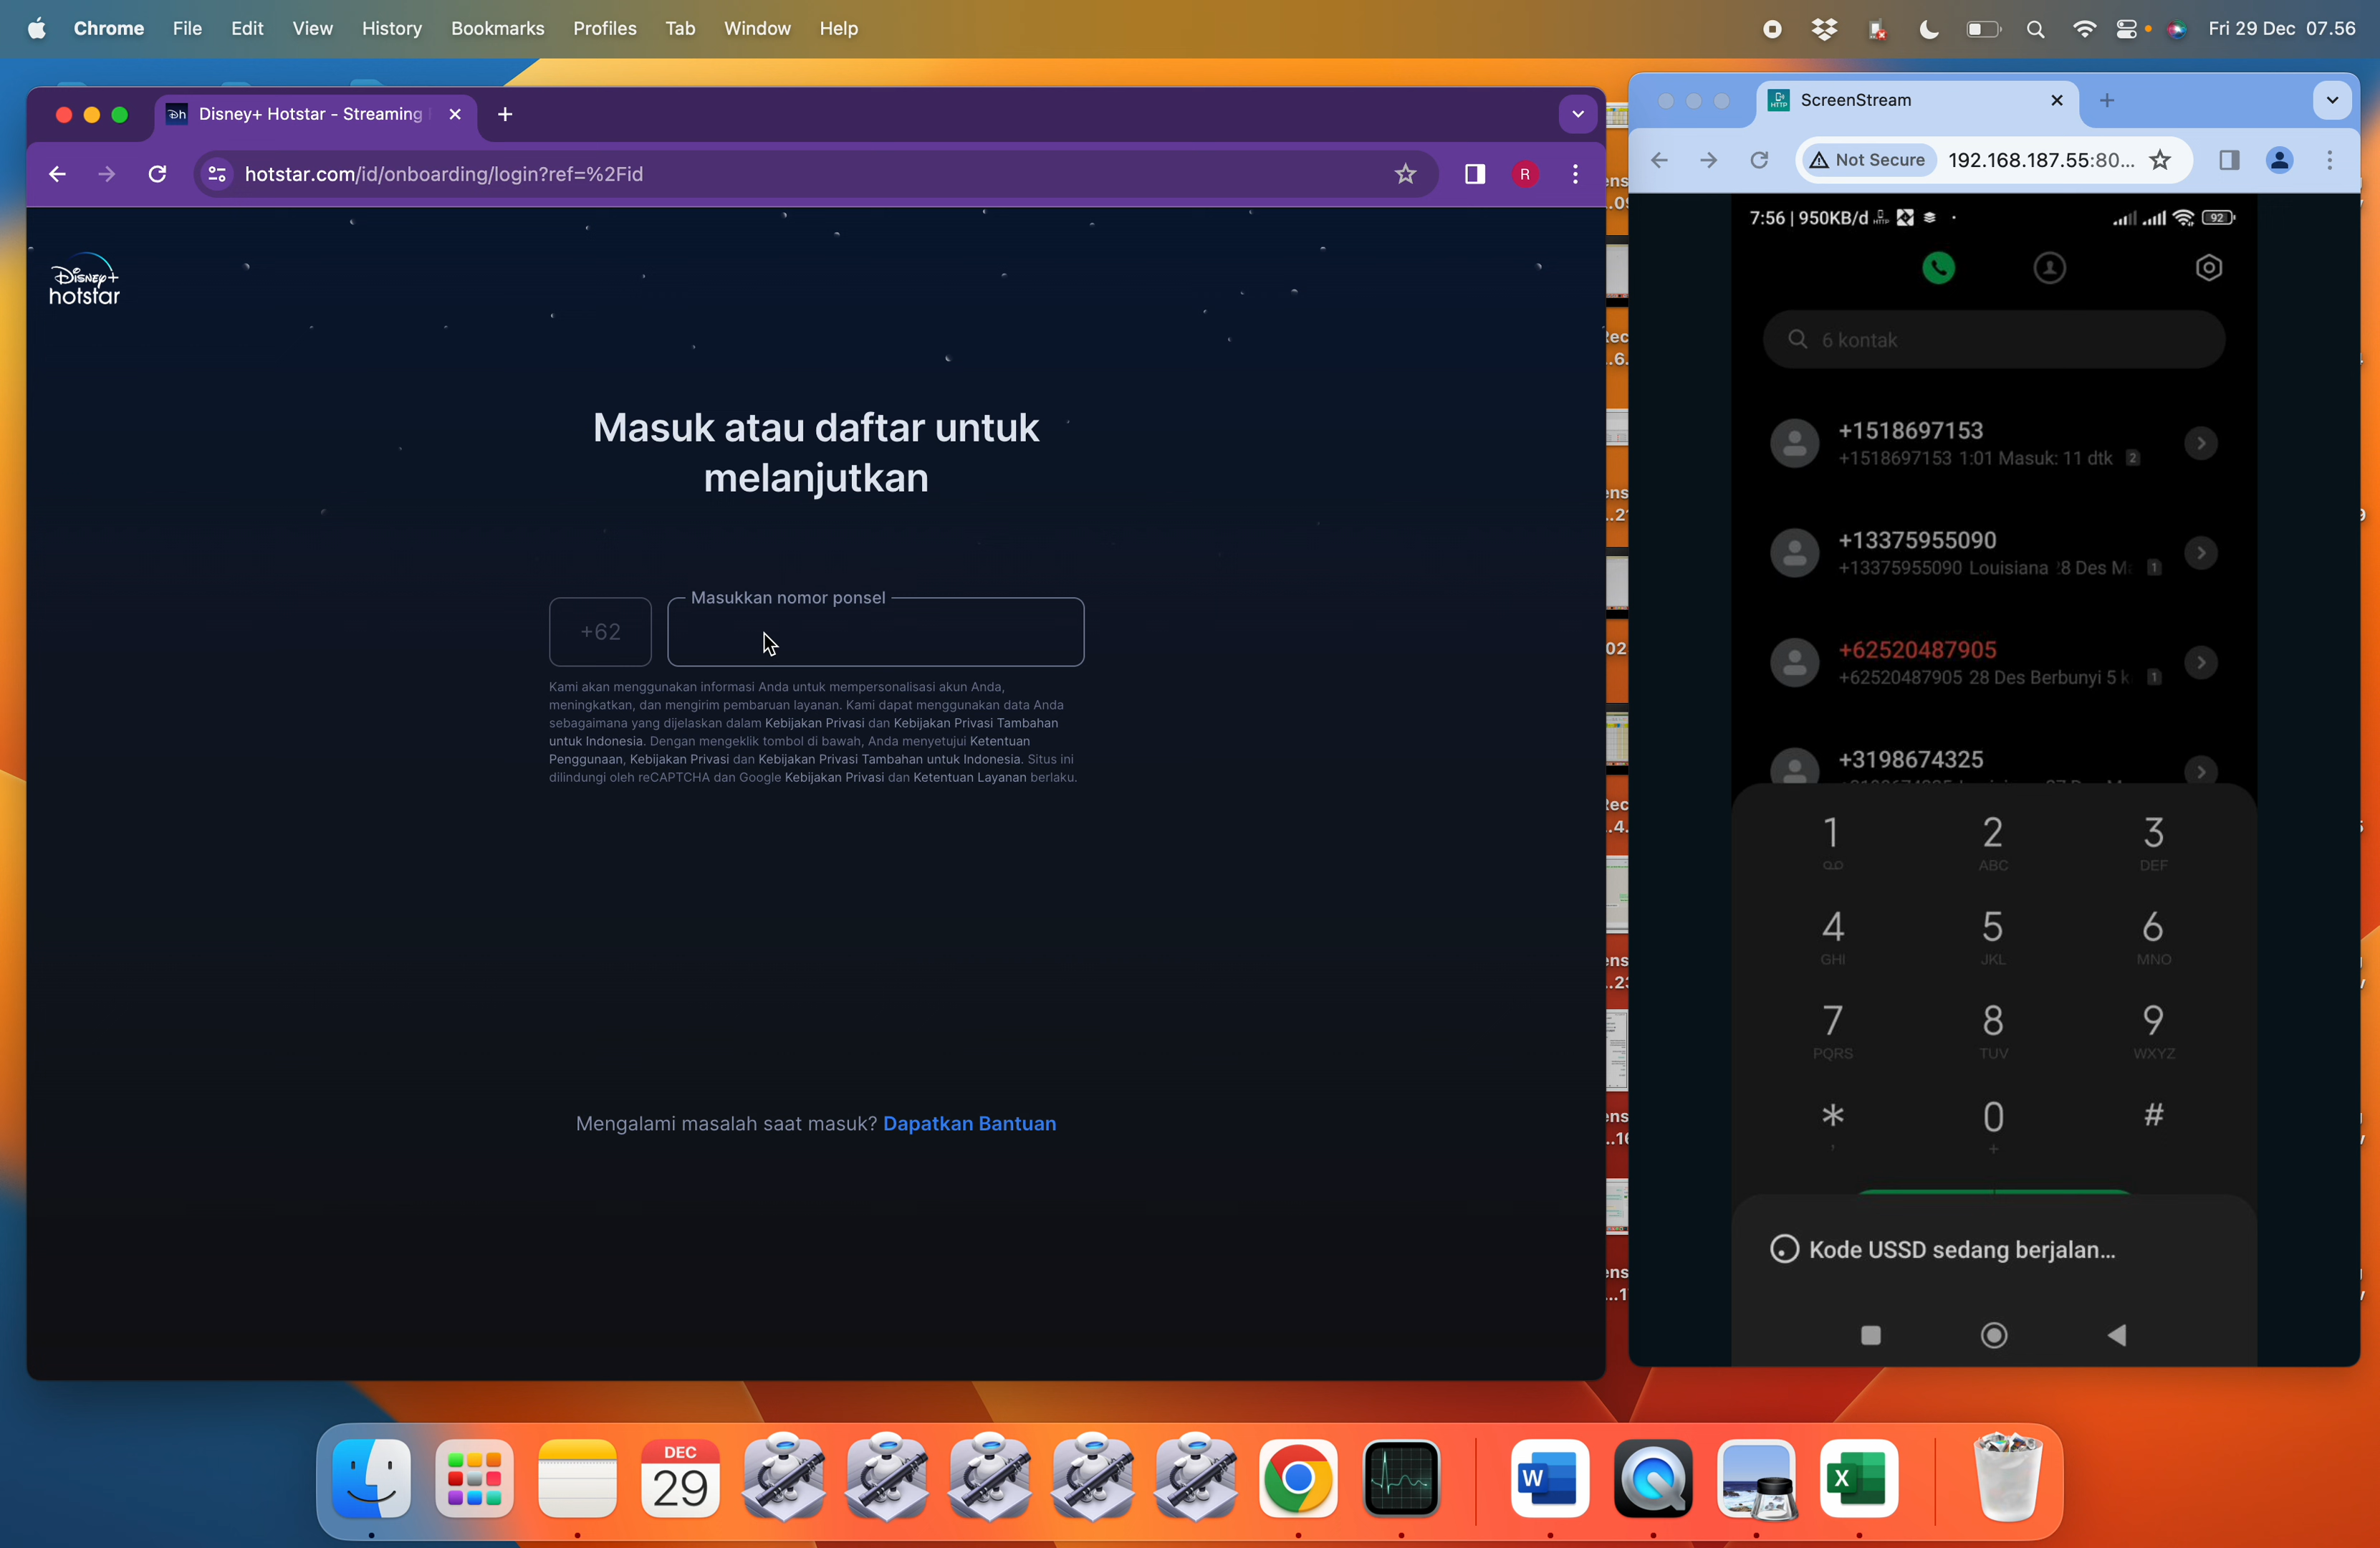 Chrome File Edit View History Bookmarks Profiles Tab Window Help
Fri 29 Dec 07.56
Disney+ Hotstar - Streaming
hotstar.com/id/onboarding/login?ref=%2Fid
Disney+
hotstar
Masuk atau daftar untuk
melanjutkan
Masukkan nomor ponsel
+62
Kami akan menggunakan informasi Anda untuk mempersonalisasi akun Anda,
meningkatkan, dan mengirim pembaruan layanan. Kami dapat menggunakan data Anda
sebagaimana yang dijelaskan dalam Kebijakan Privasi dan Kebijakan Privasi Tambahan
untuk Indonesia. Dengan mengeklik tombol di bawah, Anda menyetujui Ketentuan
Penggunaan, Kebijakan Privasi dan Kebijakan Privasi Tambahan untuk Indonesia. Situs ini
dilindungi oleh reCAPTCHA dan Google Kebijakan Privasi dan Ketentuan Layanan berlaku.
Mengalami masalah saat masuk? Dapatkan Bantuan
ScreenStream
Not Secure 192.168.187.55:80...
7:56 | 950KB/d
92
6 kontak
+1518697153
+1518697153 1:01 Masuk: 11 dtk 2
+13375955090
+13375955090 Louisiana 28 Des 1
+62520487905
+62520487905 28 Des Berbunyi 5 1
+3198674325
1 2 3
ABC DEF
4 5 6
GHI JKL MNO
7 8 9
PQRS TUV WXYZ
* 0 #
, +
Kode USSD sedang berjalan...
DEC
29